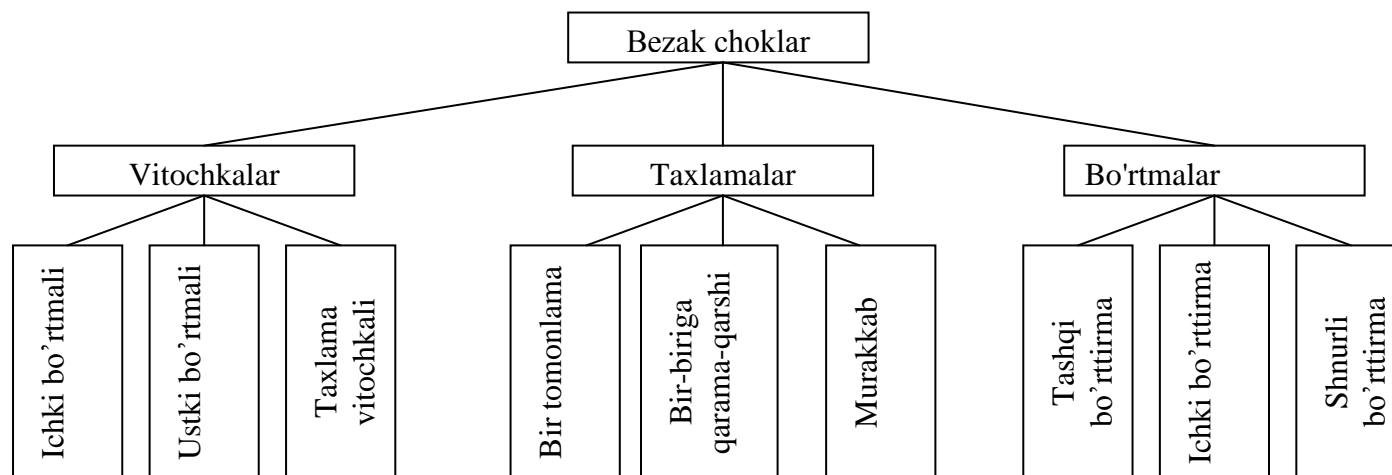 Bezak choklar
Vitochkalar
Taxlamalar
Bo'rtmalar
Ichki bo’rtmali
Ustki bo’rtmali
Taxlama
vitochkali
Bir tomonlama
Bir-biriga
qarama-qarshi
Murakkab
Tashqi
bo’rttirma
Ichki bo’rttirma
Shnurli
bo’rttirma